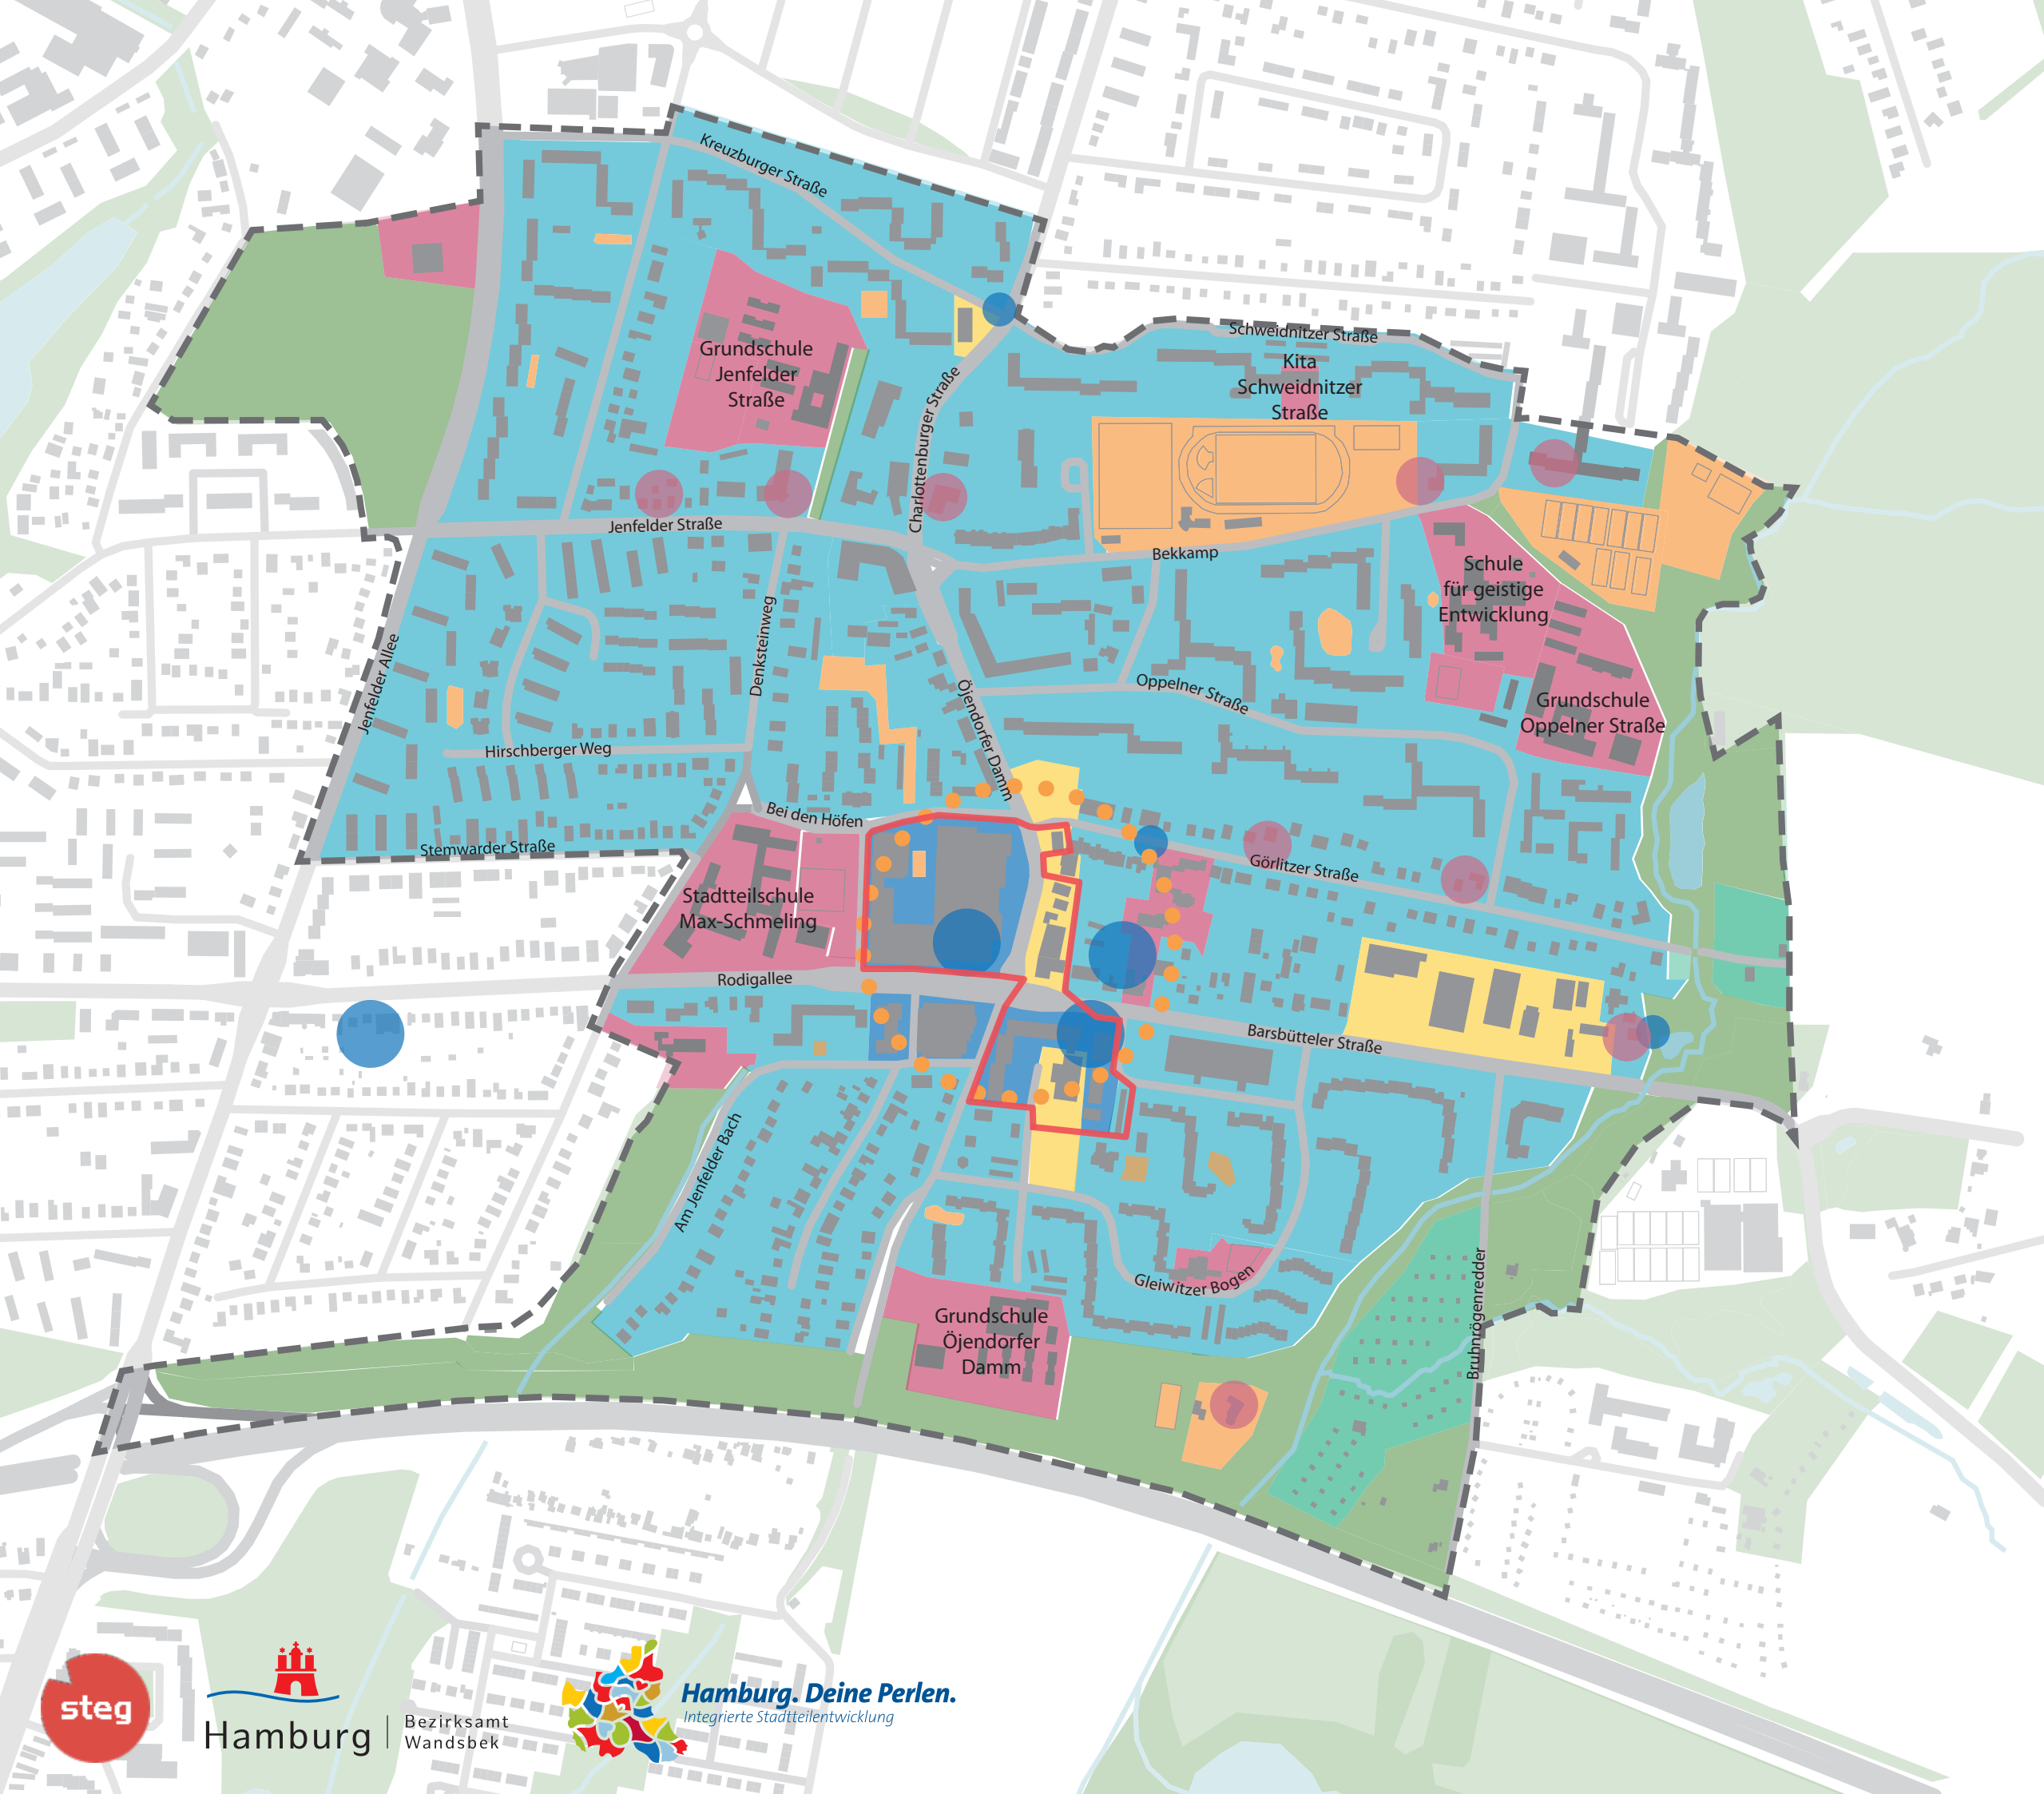 Kreuzburger Straße
Schweidnitzer Straße
Grundschule
Jenfelder
Straße
Kita
Schweidnitzer
Straße
Charlottenburger Straße
Jenfelder Straße
Bekkamp
Schule
für geistige
Entwicklung
Denksteinweg
Jenfelder Allee
Öjendorfer Damm
Oppelner Straße
Grundschule
Oppelner Straße
Hirschberger Weg
Bei den Höfen
Stemwarder Straße
Görlitzer Straße
Stadtteilschule
Max-Schmeling
Rodigallee
Barsbütteler Straße
Am Jenfelder Bach
Gleiwitzer Bogen
Bruhnrögenredder
Grundschule
Öjendorfer
Damm
steg
Hamburg
Bezirksamt
Wandsbek
Hamburg. Deine Perlen.
Integrierte Stadtteilentwicklung